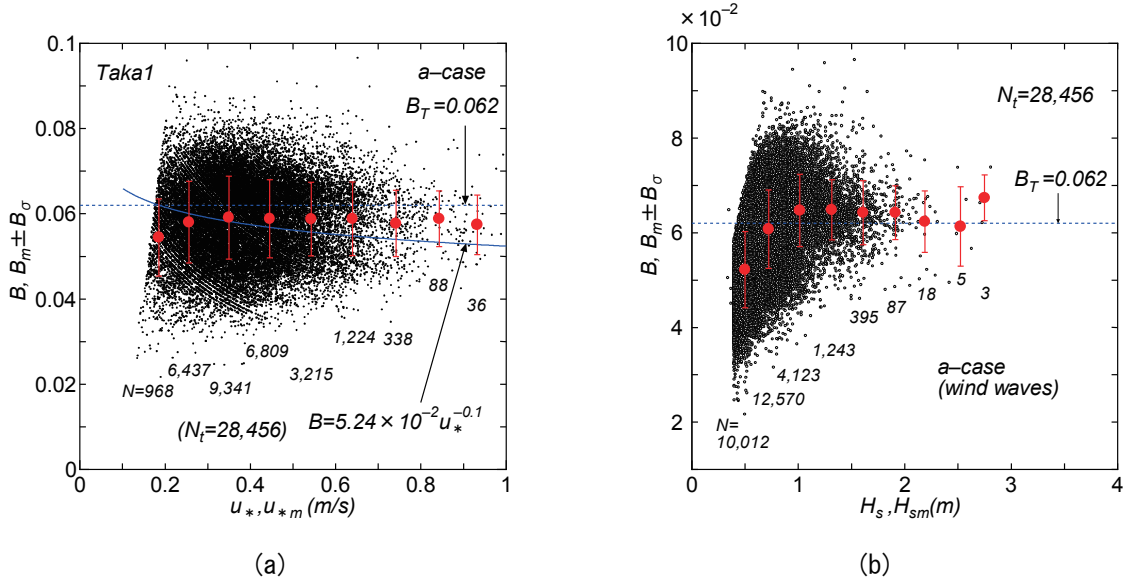 0.1
Taka1
a–case
B_T=0.062
0.08
0.06
B, B_m±B_σ
0.04
88
36
1,224
338
6,809
3,215
6,437
9,341
N=968
0.02
(N_t=28,456)
B=5.24×10^–2 u_*^–0.1
0
0
0.2
0.4
0.6
0.8
1
u_*,u_*m (m/s)
(a)
×10^–2
10
N_t=28,456
8
B_T=0.062
B, B_m±B_σ
6
5
3
18
87
395
4
1,243
4,123
12,570
a–case
(wind waves)
N=
10,012
2
0
1
2
3
4
H_s,H_sm(m)
(b)